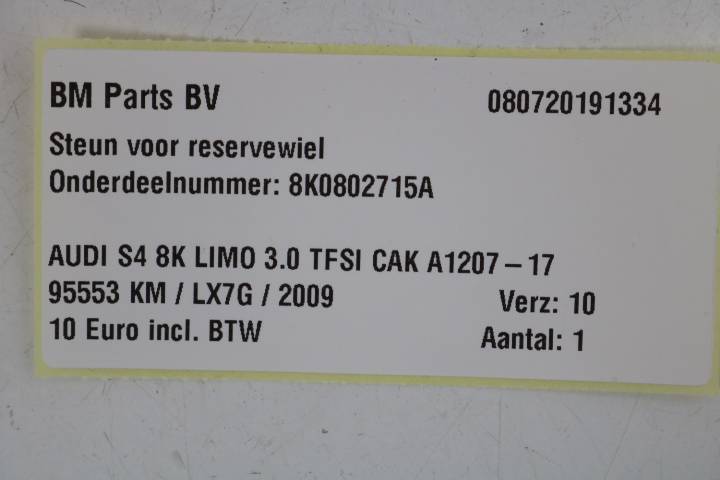 BM Parts BV 080720191334
Steun voor reservewiel
Onderdeelnummer: 8K0802715A
AUDI S4 8K LIMO 3.0 TFSI CAK A1207 – 17
95553 KM / LX7G / 2009 Verz: 10
10 Euro incl. BTW Aantal: 1